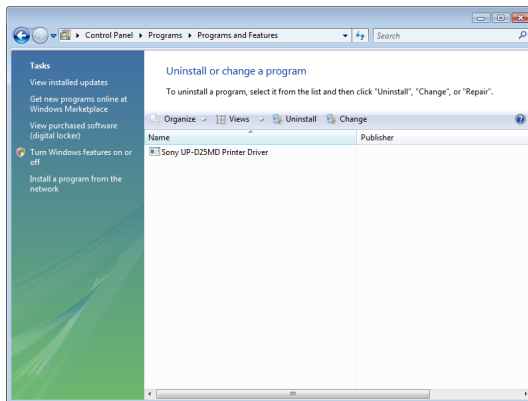 Control Panel ▸ Programs ▸ Programs and Features
Search
Tasks
View installed updates
Get new programs online at
Windows Marketplace
View purchased software
(digital locker)
Turn Windows features on or
off
Install a program from the
network
Uninstall or change a program
To uninstall a program, select it from the list and then click "Uninstall", "Change", or "Repair".
Organize Views Uninstall Change
Name Publisher
Sony UP-D25MD Printer Driver